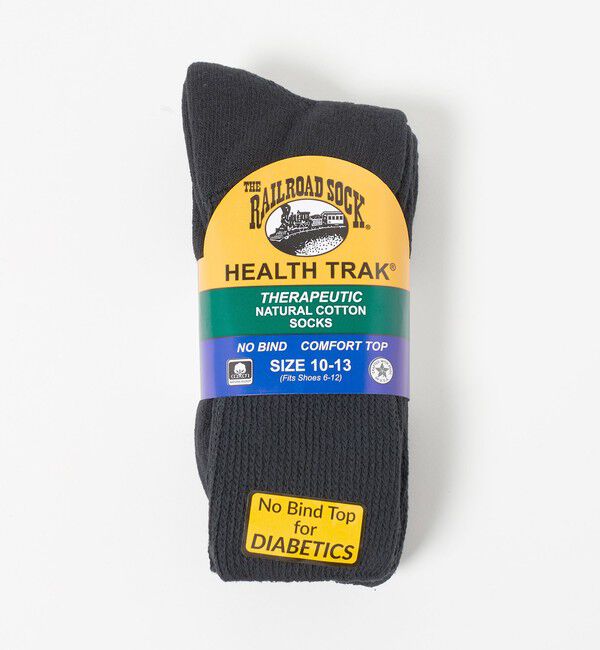 THE
RAILROAD SOCK®
HEALTH TRAK®
THERAPEUTIC
NATURAL COTTON
SOCKS
NO BIND COMFORT TOP
SIZE 10-13
(Fits Shoes 6-12)
No Bind Top
for
DIABETICS